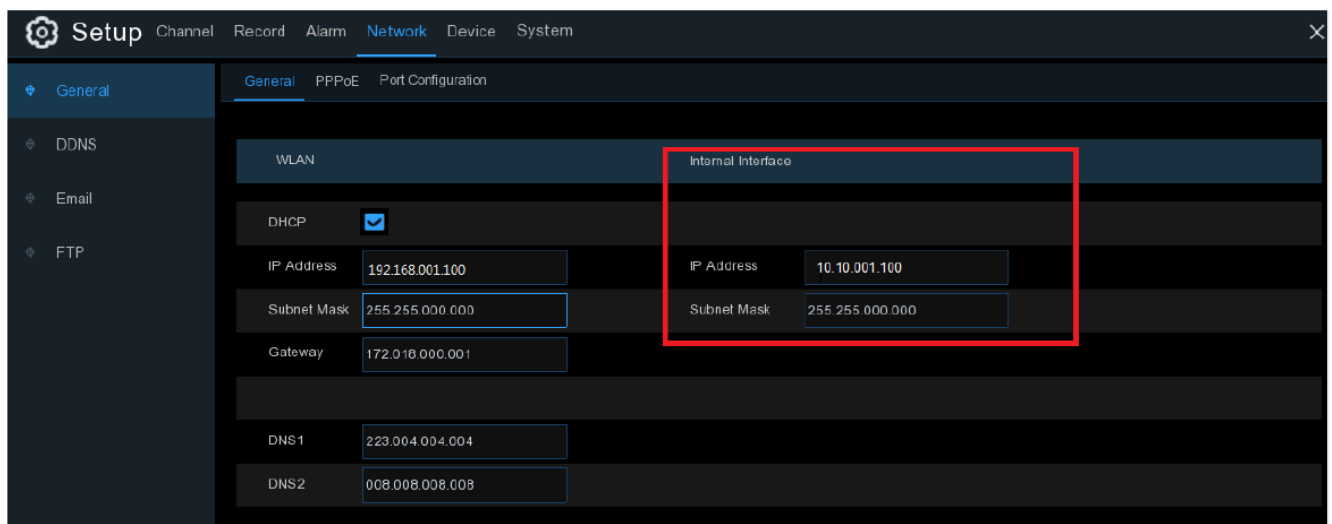 Setup Channel Record Alarm Network Device System
General PPPoE Port Configuration
General
DDNS
Email
FTP
WLAN Internal Interface
DHCP
IP Address 192.168.001.100 IP Address 10.10.001.100
Subnet Mask 255.255.000.000 Subnet Mask 255.255.000.000
Gateway 172.018.000.001
DNS1 223.004.004.004
DNS2 008.008.008.008